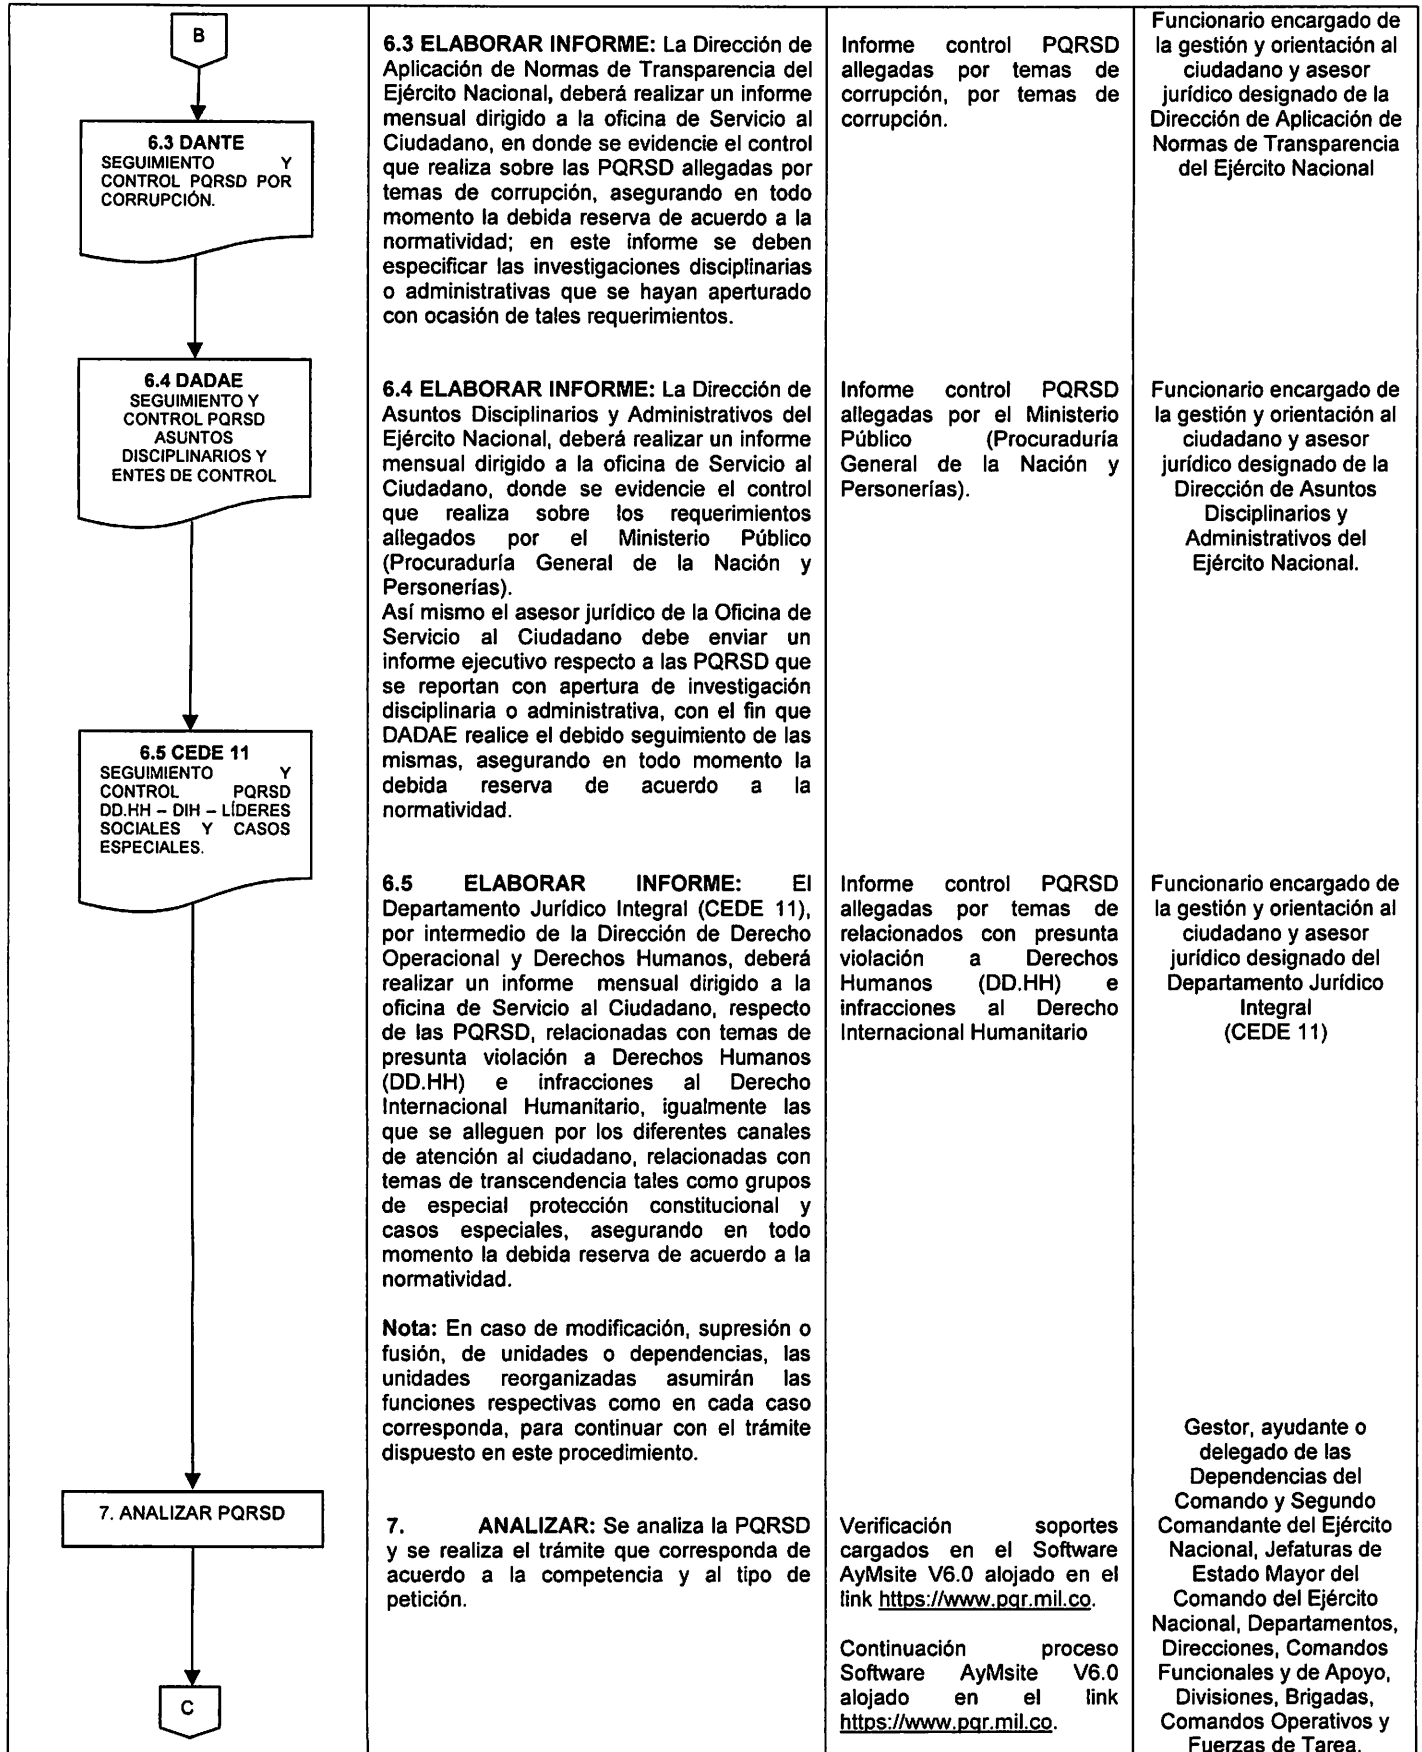 B
6.3 DANTE
SEGUIMIENTO Y
CONTROL PQRSD POR
CORRUPCIÓN.
6.4 DADAE
SEGUIMIENTO Y
CONTROL PQRSD
ASUNTOS
DISCIPLINARIOS Y
ENTES DE CONTROL
6.5 CEDE 11
SEGUIMIENTO Y
CONTROL PQRSD
DD.HH – DIH – LÍDERES
SOCIALES Y CASOS
ESPECIALES.
7. ANALIZAR PQRSD
C
6.3 ELABORAR INFORME: La Dirección de
Aplicación de Normas de Transparencia del
Ejército Nacional, deberá realizar un informe
mensual dirigido a la oficina de Servicio al
Ciudadano, en donde se evidencie el control
que realiza sobre las PQRSD allegadas por
temas de corrupción, asegurando en todo
momento la debida reserva de acuerdo a la
normatividad; en este informe se deben
especificar las investigaciones disciplinarias
o administrativas que se hayan aperturado
con ocasión de tales requerimientos.
6.4 ELABORAR INFORME: La Dirección de
Asuntos Disciplinarios y Administrativos del
Ejército Nacional, deberá realizar un informe
mensual dirigido a la oficina de Servicio al
Ciudadano, donde se evidencie el control
que realiza sobre los requerimientos
allegados por el Ministerio Público
(Procuraduría General de la Nación y
Personerías).
Así mismo el asesor jurídico de la Oficina de
Servicio al Ciudadano debe enviar un
informe ejecutivo respecto a las PQRSD que
se reportan con apertura de investigación
disciplinaria o administrativa, con el fin que
DADAE realice el debido seguimiento de las
mismas, asegurando en todo momento la
debida reserva de acuerdo a la
normatividad.
6.5 ELABORAR INFORME: El
Departamento Jurídico Integral (CEDE 11),
por intermedio de la Dirección de Derecho
Operacional y Derechos Humanos, deberá
realizar un informe mensual dirigido a la
oficina de Servicio al Ciudadano, respecto
de las PQRSD, relacionadas con temas de
presunta violación a Derechos Humanos
(DD.HH) e infracciones al Derecho
Internacional Humanitario, igualmente las
que se alleguen por los diferentes canales
de atención al ciudadano, relacionadas con
temas de transcendencia tales como grupos
de especial protección constitucional y
casos especiales, asegurando en todo
momento la debida reserva de acuerdo a la
normatividad.
Nota: En caso de modificación, supresión o
fusión, de unidades o dependencias, las
unidades reorganizadas asumirán las
funciones respectivas como en cada caso
corresponda, para continuar con el trámite
dispuesto en este procedimiento.
7. ANALIZAR: Se analiza la PQRSD
y se realiza el trámite que corresponda de
acuerdo a la competencia y al tipo de
petición.
Informe control PQRSD
allegadas por temas de
corrupción, por temas de
corrupción.
Informe control PQRSD
allegadas por el Ministerio
Público (Procuraduría
General de la Nación y
Personerías).
Informe control PQRSD
allegadas por temas de
relacionados con presunta
violación a Derechos
Humanos (DD.HH) e
infracciones al Derecho
Internacional Humanitario
Verificación soportes
cargados en el Software
AyMsite V6.0 alojado en el
link https://www.pqr.mil.co.
Continuación proceso
Software AyMsite V6.0
alojado en el link
https://www.pqr.mil.co.
Funcionario encargado de
la gestión y orientación al
ciudadano y asesor
jurídico designado de la
Dirección de Aplicación de
Normas de Transparencia
del Ejército Nacional
Funcionario encargado de
la gestión y orientación al
ciudadano y asesor
jurídico designado de la
Dirección de Asuntos
Disciplinarios y
Administrativos del
Ejército Nacional.
Funcionario encargado de
la gestión y orientación al
ciudadano y asesor
jurídico designado del
Departamento Jurídico
Integral
(CEDE 11)
Gestor, ayudante o
delegado de las
Dependencias del
Comando y Segundo
Comandante del Ejército
Nacional, Jefaturas de
Estado Mayor del
Comando del Ejército
Nacional, Departamentos,
Direcciones, Comandos
Funcionales y de Apoyo,
Divisiones, Brigadas,
Comandos Operativos y
Fuerzas de Tarea.